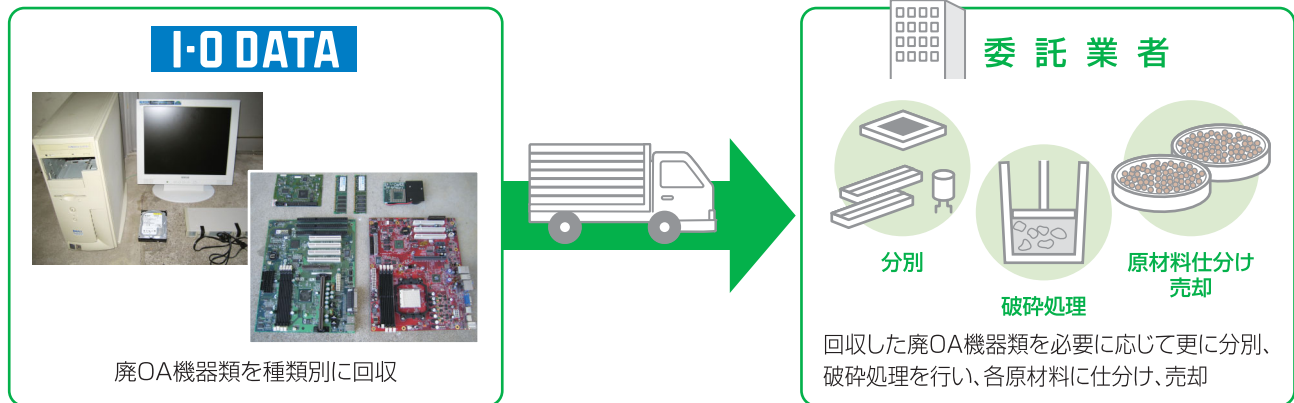 I-O DATA
廃OA機器類を種類別に回収
委託業者
分別
破砕処理
原材料仕分け
売却
回収した廃OA機器類を必要に応じて更に分別、
破砕処理を行い、各原材料に仕分け、売却